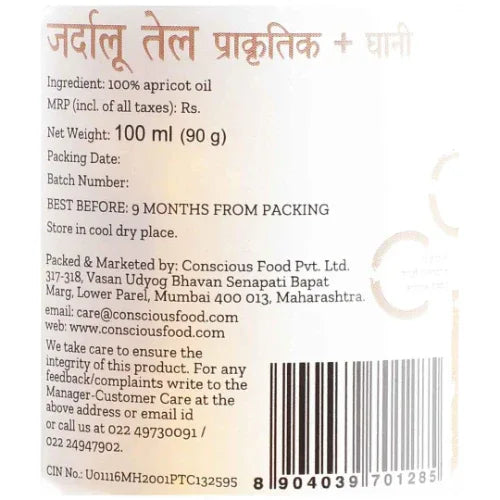 जर्दालू तेल प्राकृतिक + घानी
Ingredient: 100% apricot oil
MRP (incl. of all taxes): Rs.
Net Weight: 100 ml (90 g)
Packing Date:
Batch Number:
BEST BEFORE: 9 MONTHS FROM PACKING
Store in cool dry place.
Packed & Marketed by: Conscious Food Pvt. Ltd.
317-318, Vasan Udyog Bhavan Senapati Bapat
Marg, Lower Parel, Mumbai 400 013, Maharashtra.
email: care@consciousfood.com
web: www.consciousfood.com
We take care to ensure the
integrity of this product. For any
feedback/complaints write to the
Manager-Customer Care at the
above address or email id
or call us at 022 49730091 /
022 24947902.
CIN No.: U01116MH2001PTC132595
8 904039 701285